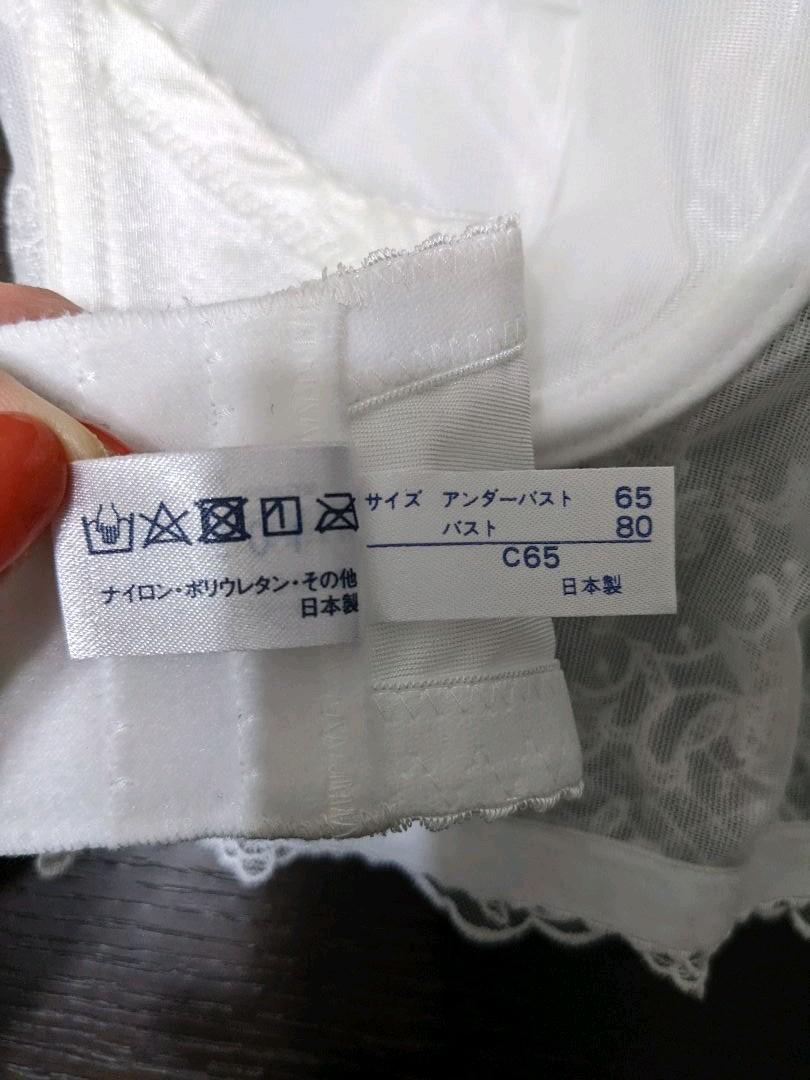 ナイロン・ポリウレタン・その他
日本製
サイズ アンダーバスト 65
バスト 80
C65
日本製